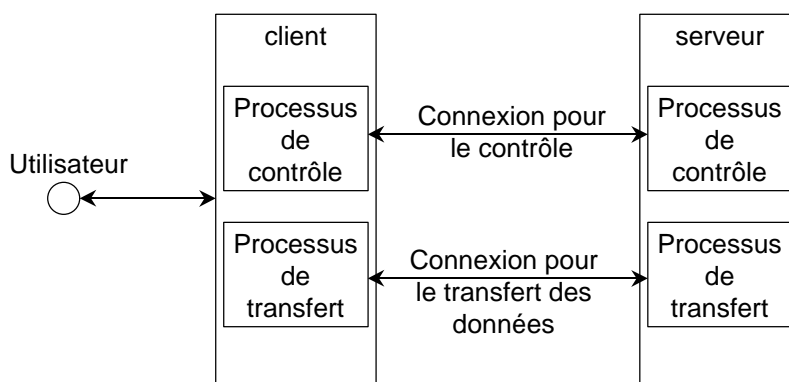 client
serveur
Processus
de
contrôle
Connexion pour
le contrôle
Processus
de
contrôle
Utilisateur
Processus
de
transfert
Connexion pour
le transfert des
données
Processus
de
transfert